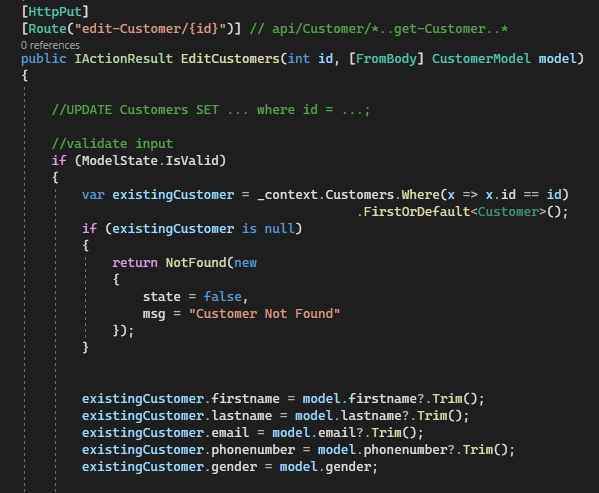 [HttpPut]
[Route("edit-Customer/{id}")] // api/Customer/*..get-Customer..*
0 references
public IActionResult EditCustomers(int id, [FromBody] CustomerModel model)
{
//UPDATE Customers SET ... where id = ...;
//validate input
if (ModelState.IsValid)
{
var existingCustomer = _context.Customers.Where(x => x.id == id)
.FirstOrDefault<Customer>();
if (existingCustomer is null)
{
return NotFound(new
{
state = false,
msg = "Customer Not Found"
});
}
existingCustomer.firstname = model.firstname?.Trim();
existingCustomer.lastname = model.lastname?.Trim();
existingCustomer.email = model.email?.Trim();
existingCustomer.phonenumber = model.phonenumber?.Trim();
existingCustomer.gender = model.gender;